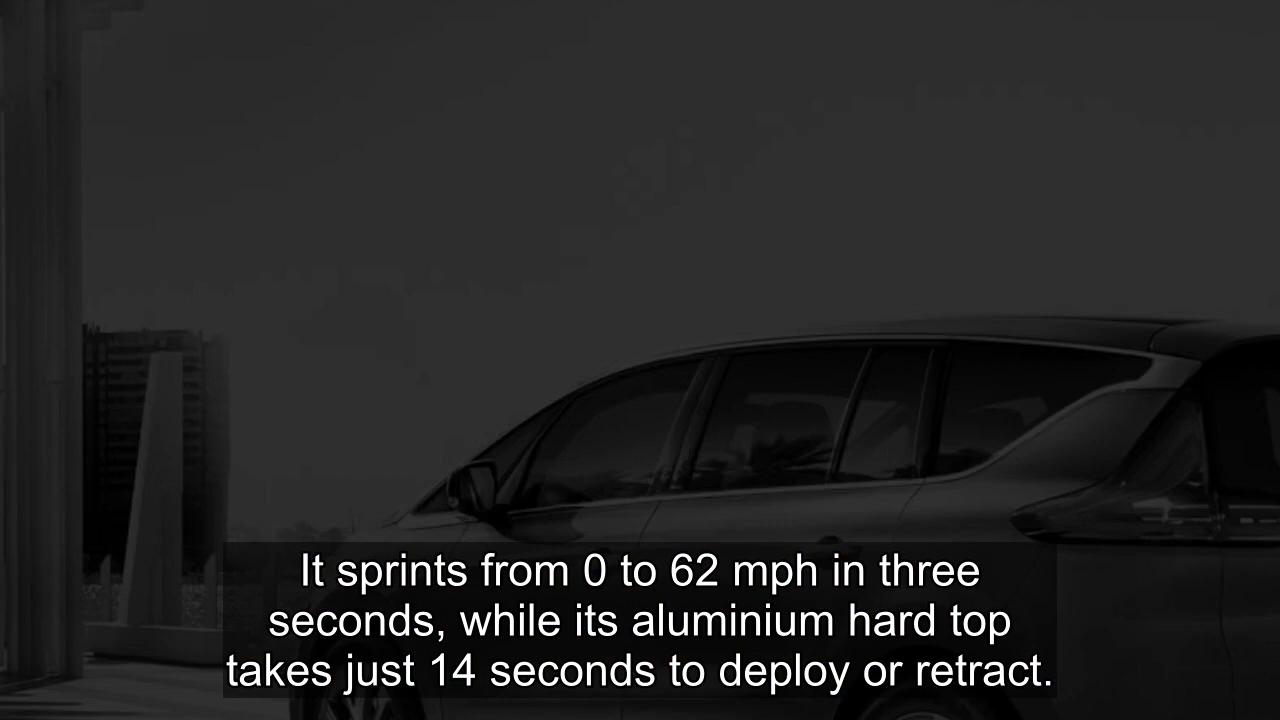 It sprints from 0 to 62 mph in three
seconds, while its aluminium hard top
takes just 14 seconds to deploy or retract.